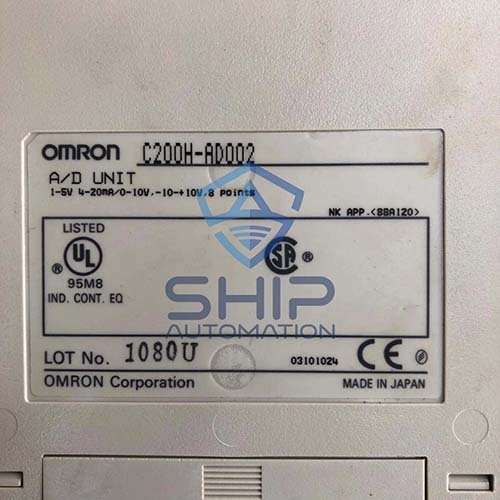 OMRON C200H-AD002
A/D UNIT
1-5V 4-20mA/0-10V,-10-+10V,8 points
NK APP.<88A120>
LISTED
UL
®
95M8
IND. CONT. EQ
SA
®
SHIP
AUTOMATION
LOT No. 1080U
03101024
CE
OMRON Corporation
MADE IN JAPAN